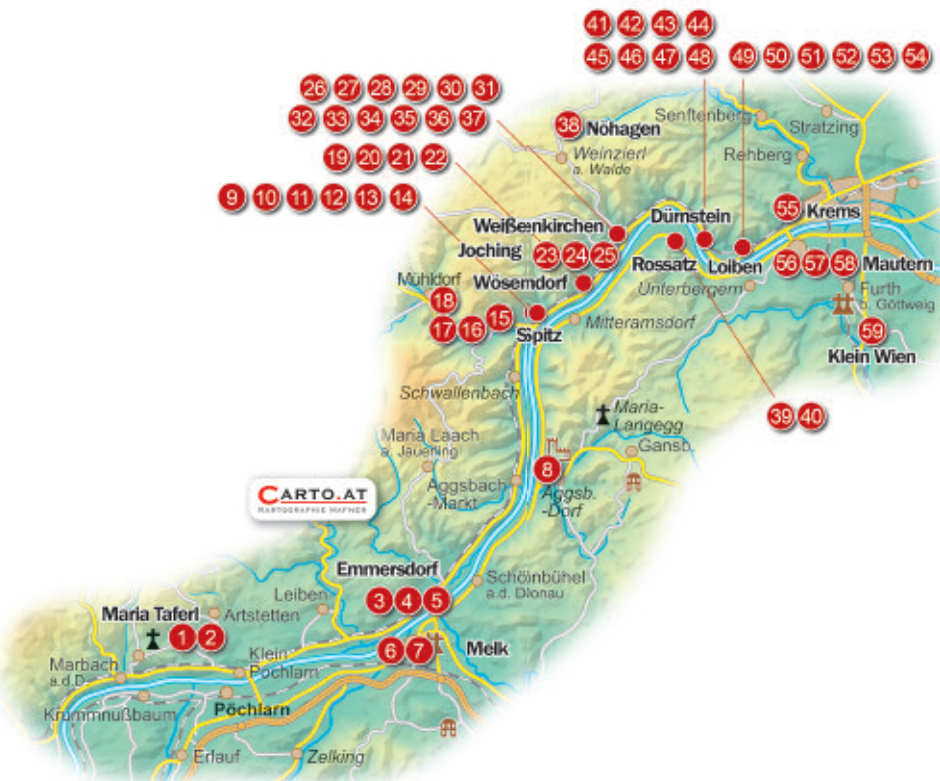 41 42 43 44
45 46 47 48 49 50 51 52 53 54
26 27 28 29 30 31
32 33 34 35 36 37
19 20 21 22
9 10 11 12 13 14
38 Nöhagen
Weinzierl
a. Walde
Senftenberg
Stratzing
Rehberg
55 Krems
Dürnstein
Weißenkirchen
Joching 23 24 25
Rossatz Loiben
56 57 58 Mautern
Wösendorf
Unterbergern
Furth
b. Göttweig
Mühldorf
18
17 16 15
Spitz
Mitteramsdorf
59
Klein Wien
Schwallenbach
39 40
Maria-
Langegg
Gansb.
Maria Laach
a. Jauerling
8
Aggsbach
-Markt
Aggsb.
-Dorf
CARTO.AT
KARTOGRAPHIE HAFNER
Emmersdorf
3 4 5
Schöinbühel
a.d. Dlonau
Leiben
Maria Taferl
1 2
Artstetten
6 7 Melk
Klein
Pöchlarn
Marbach
a.d.D.
Krummnußbaum
Pöchlarn
Erlauf
Zelking